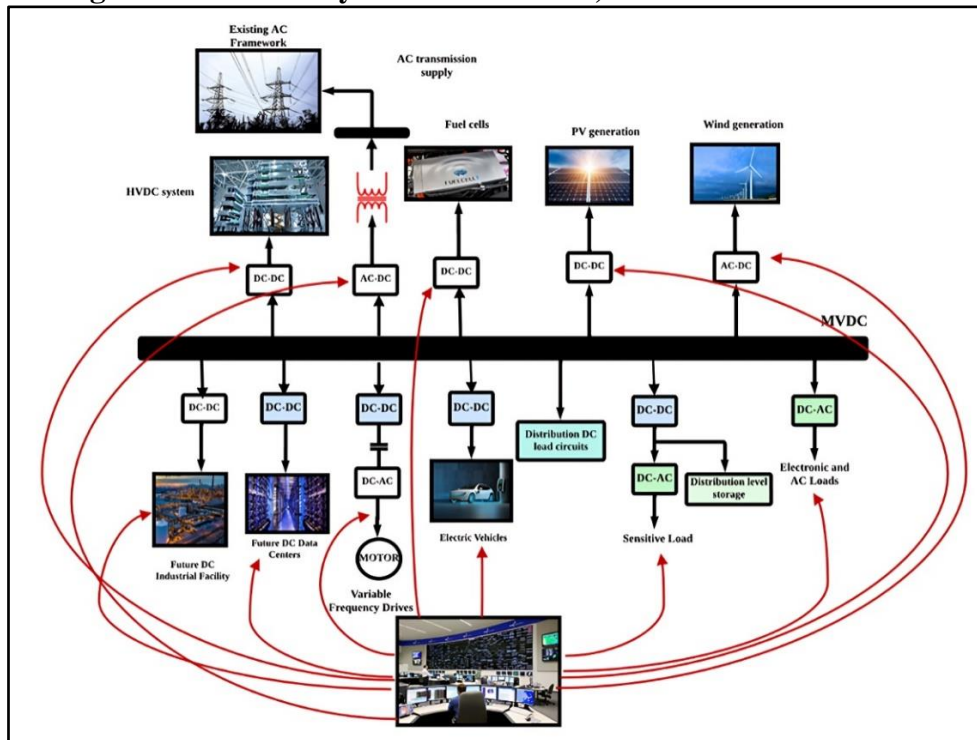 Existing AC
Framework
AC transmission
supply
Fuel cells
PV generation
Wind generation
HVDC system
FUELCELL
DC-DC
AC-DC
DC-DC
DC-DC
AC-DC
MVDC
DC-DC
DC-DC
DC-DC
DC-DC
DC-DC
DC-AC
Distribution DC
load circuits
DC-AC
DC-AC
Distribution level
storage
Electronic and
AC Loads
Future DC
Industrial Facility
Future DC Data
Centers
MOTOR
Electric Vehicles
Sensitive Load
Variable
Frequency Drives